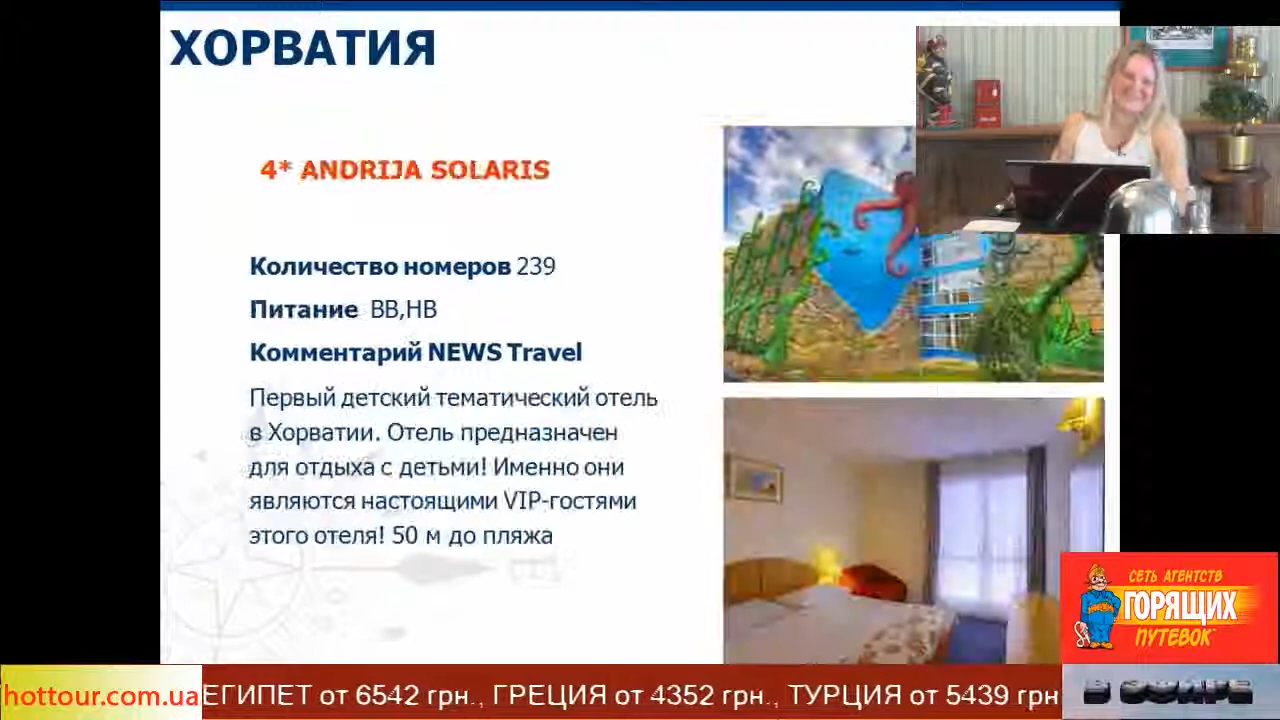 ХОРВАТИЯ
4* ANDRIJA SOLARIS
Количество номеров 239
Питание BB,HB
Комментарий NEWS Travel
Первый детский тематический отель
в Хорватии. Отель предназначен
для отдыха с детьми! Именно они
являются настоящими VIP-гостями
этого отеля! 50 м до пляжа
СЕТЬ АГЕНТСТВ
ГОРЯЩИХ
ПУТЕВОК
hottour.com.ua
ЕГИПЕТ от 6542 грн., ГРЕЦИЯ от 4352 грн., ТУРЦИЯ от 5439 грн
В ЭФИРЕ